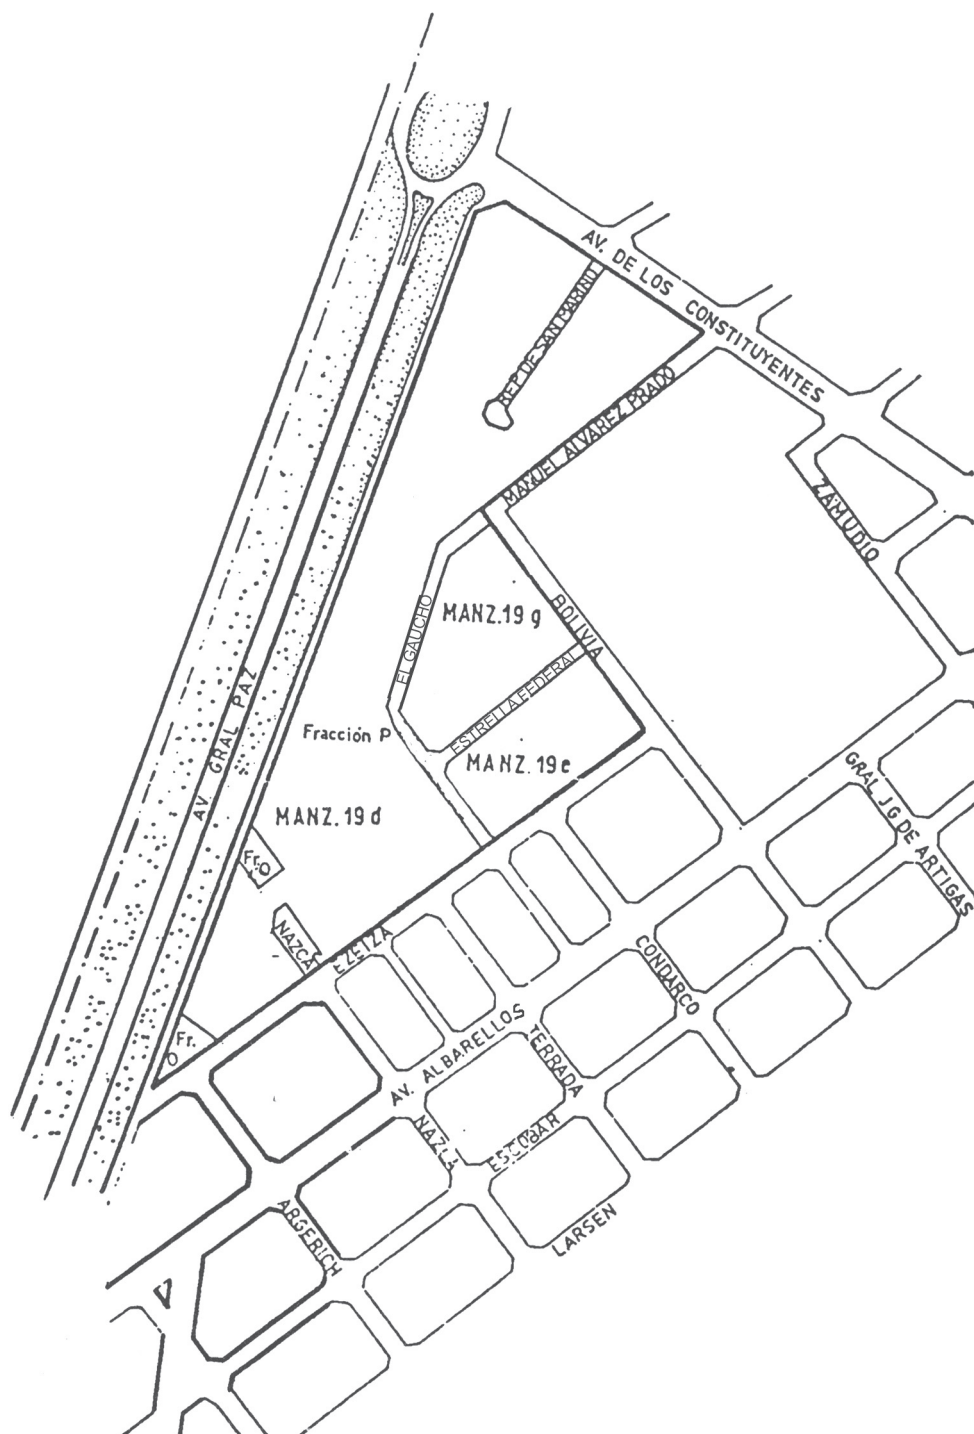 AV. DE LOS CONSTITUYENTES
REP. DE SAN MARINO
MANUEL ALVAREZ PRADO
ZAMUDIO
BOLIVIA
MANZ. 19 g
EL GAUCHO
ESTRELLA FEDERAL
AV. GRAL PAZ
Fracción P
MANZ. 19 e
MANZ. 19 d
GRAL. J G DE ARTIGAS
Fr. O
NAZCA
EZEIZA
CONDARCO
AV. ALBARELLOS
TERRADA
Fr.
O
NAZCA
ESCOBAR
LARSEN
ARGERICH